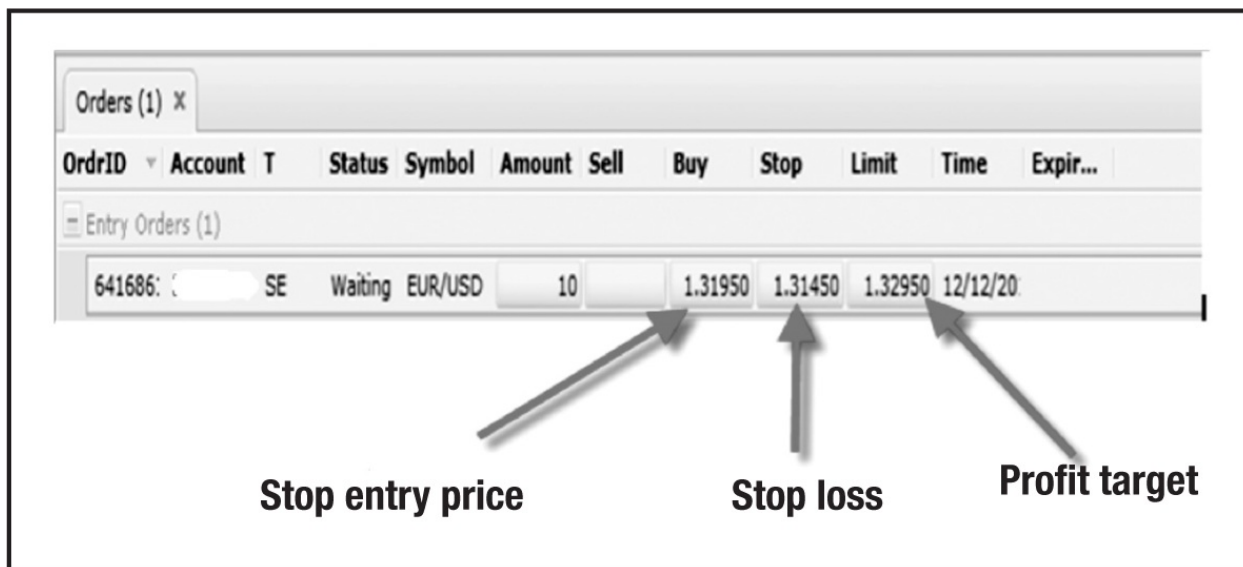 Orders (1) X
OrdrID Account T Status Symbol Amount Sell Buy Stop Limit Time Expir...
Entry Orders (1)
SE Waiting EUR/USD 10 1.31950 1.31450 1.32950
Stop entry price Stop loss Profit target